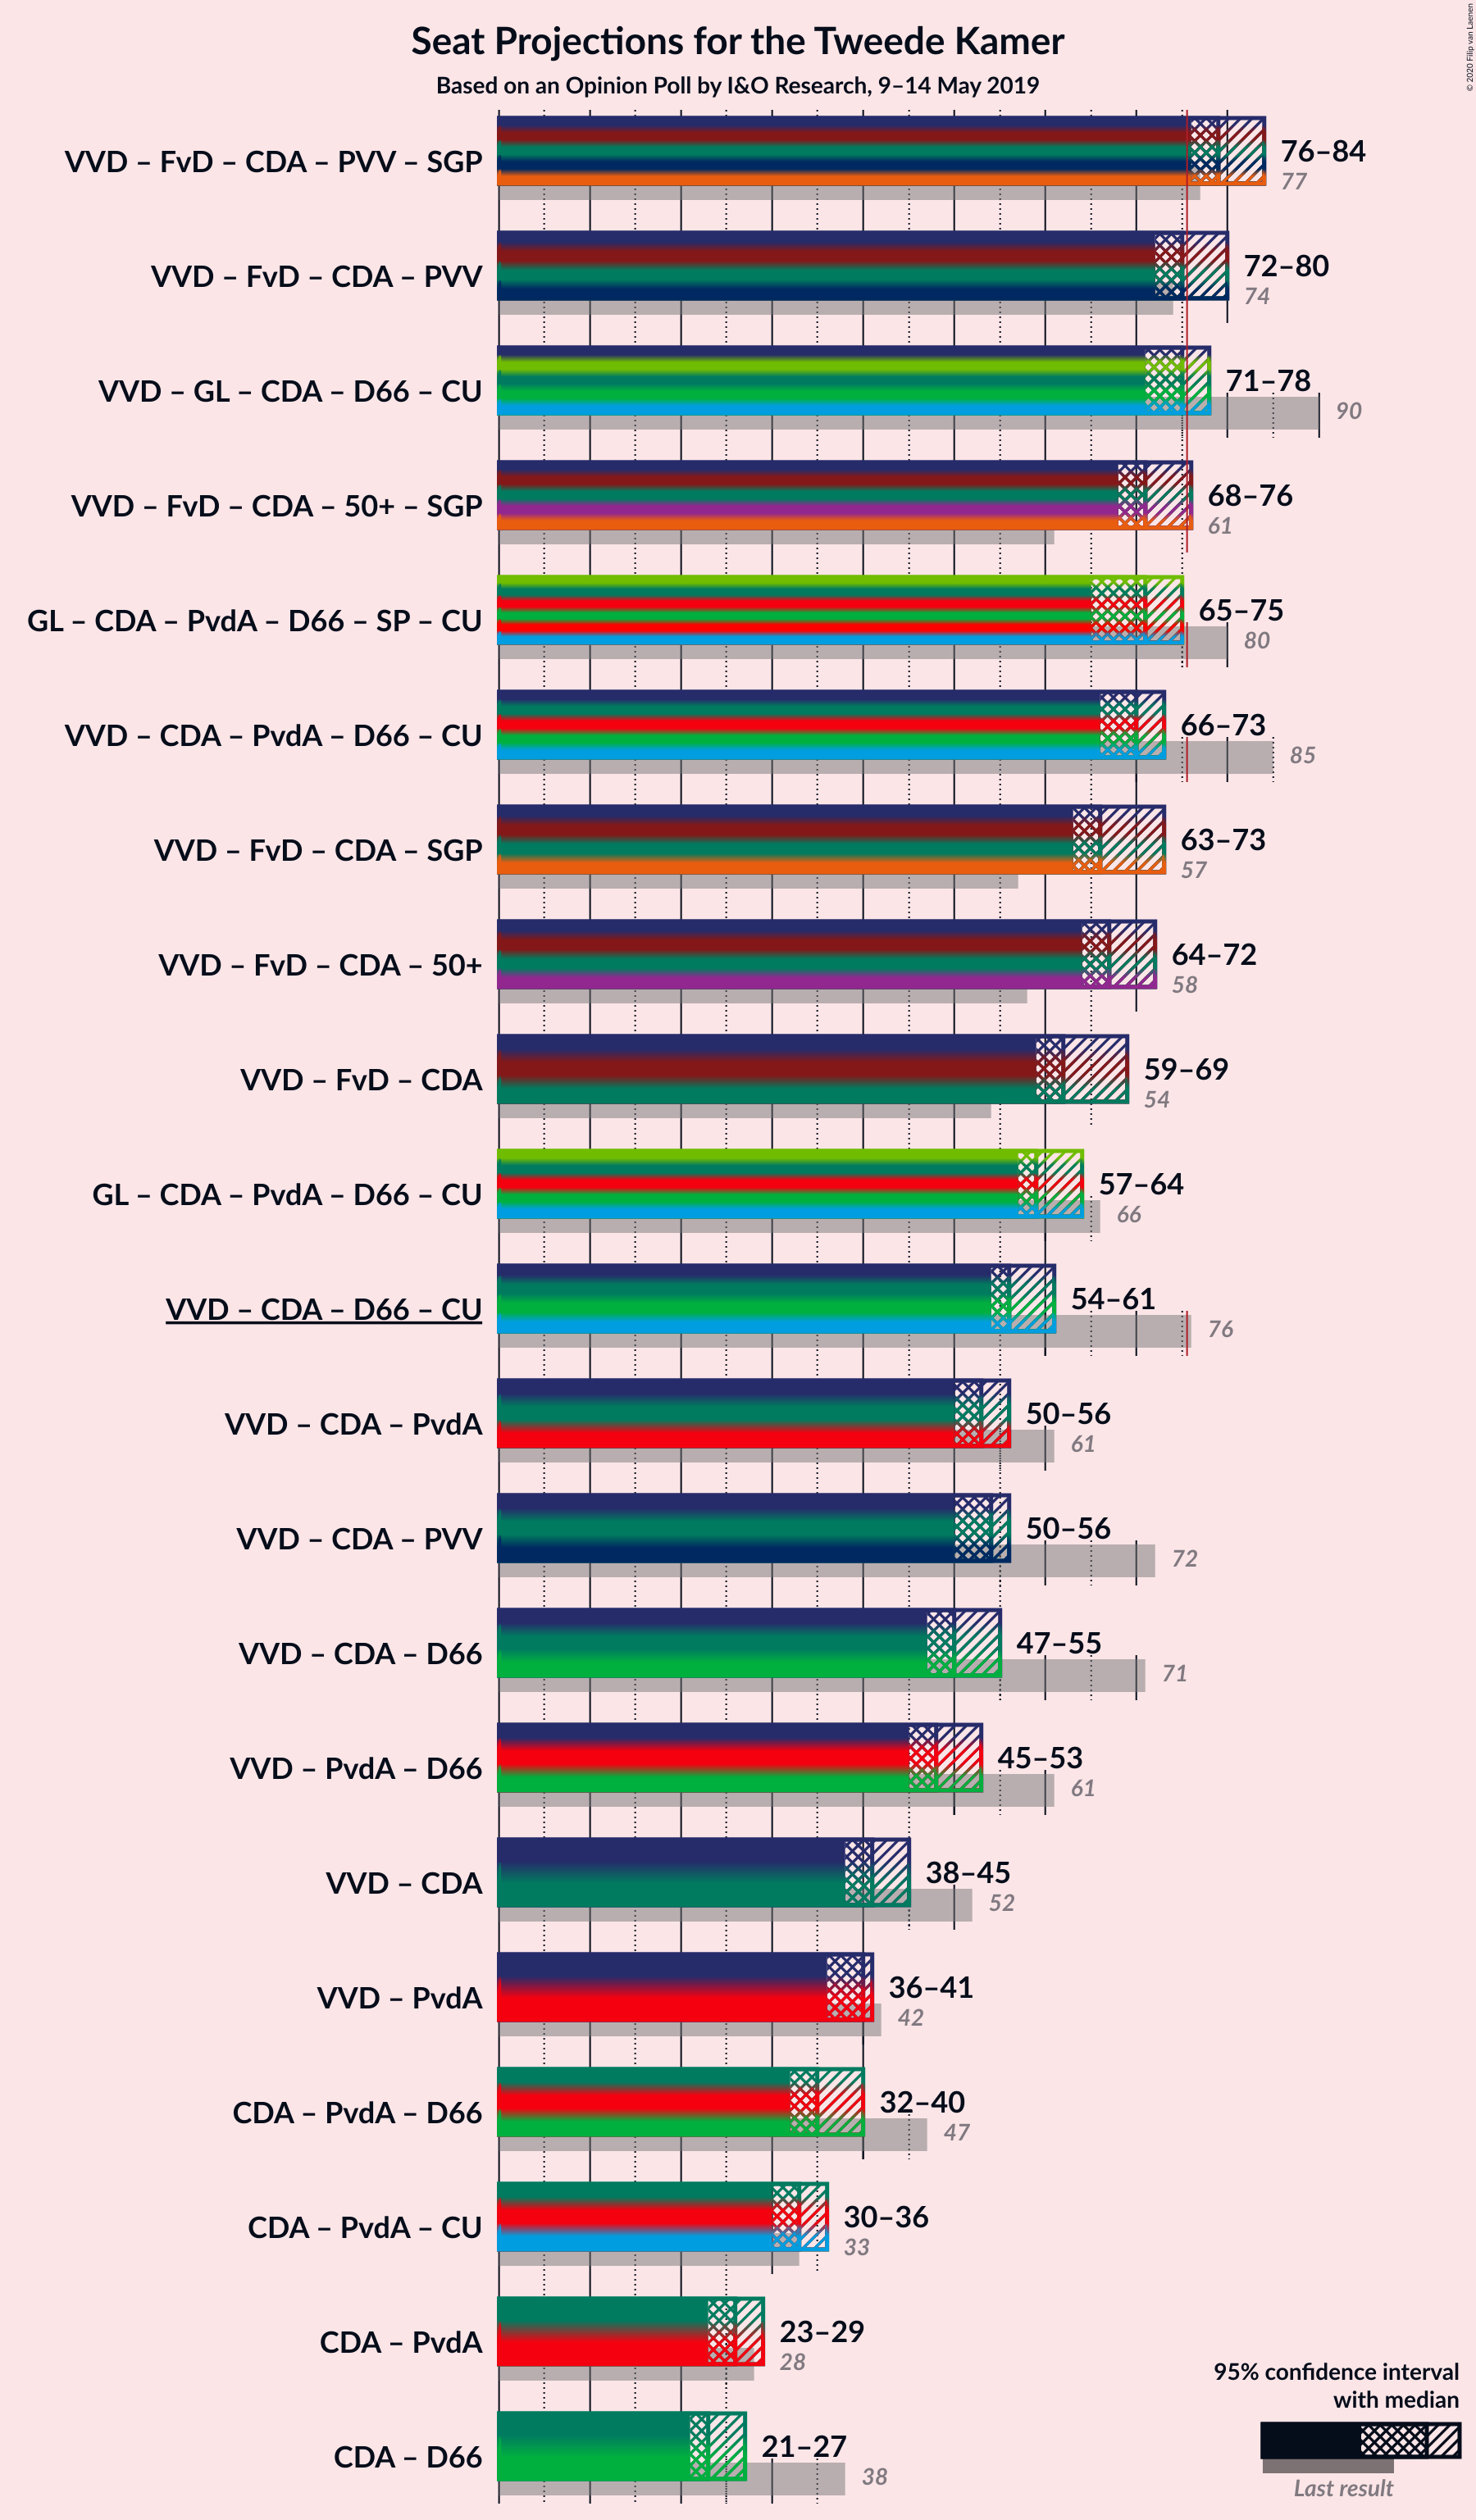 Seat Projections for the Tweede Kamer
Based on an Opinion Poll by I&O Research, 9–14 May 2019
© 2020 Filip van Laenen
VVD – FvD – CDA – PVV – SGP
76–84
77
VVD – FvD – CDA – PVV
72–80
74
VVD – GL – CDA – D66 – CU
71–78
90
VVD – FvD – CDA – 50+ – SGP
68–76
61
GL – CDA – PvdA – D66 – SP – CU
65–75
80
VVD – CDA – PvdA – D66 – CU
66–73
85
VVD – FvD – CDA – SGP
63–73
57
VVD – FvD – CDA – 50+
64–72
58
VVD – FvD – CDA
59–69
54
GL – CDA – PvdA – D66 – CU
57–64
66
VVD – CDA – D66 – CU
54–61
76
VVD – CDA – PvdA
50–56
61
VVD – CDA – PVV
50–56
72
VVD – CDA – D66
47–55
71
VVD – PvdA – D66
45–53
61
VVD – CDA
38–45
52
VVD – PvdA
36–41
42
CDA – PvdA – D66
32–40
47
CDA – PvdA – CU
30–36
33
CDA – PvdA
23–29
28
CDA – D66
21–27
38
95% confidence interval
with median
Last result